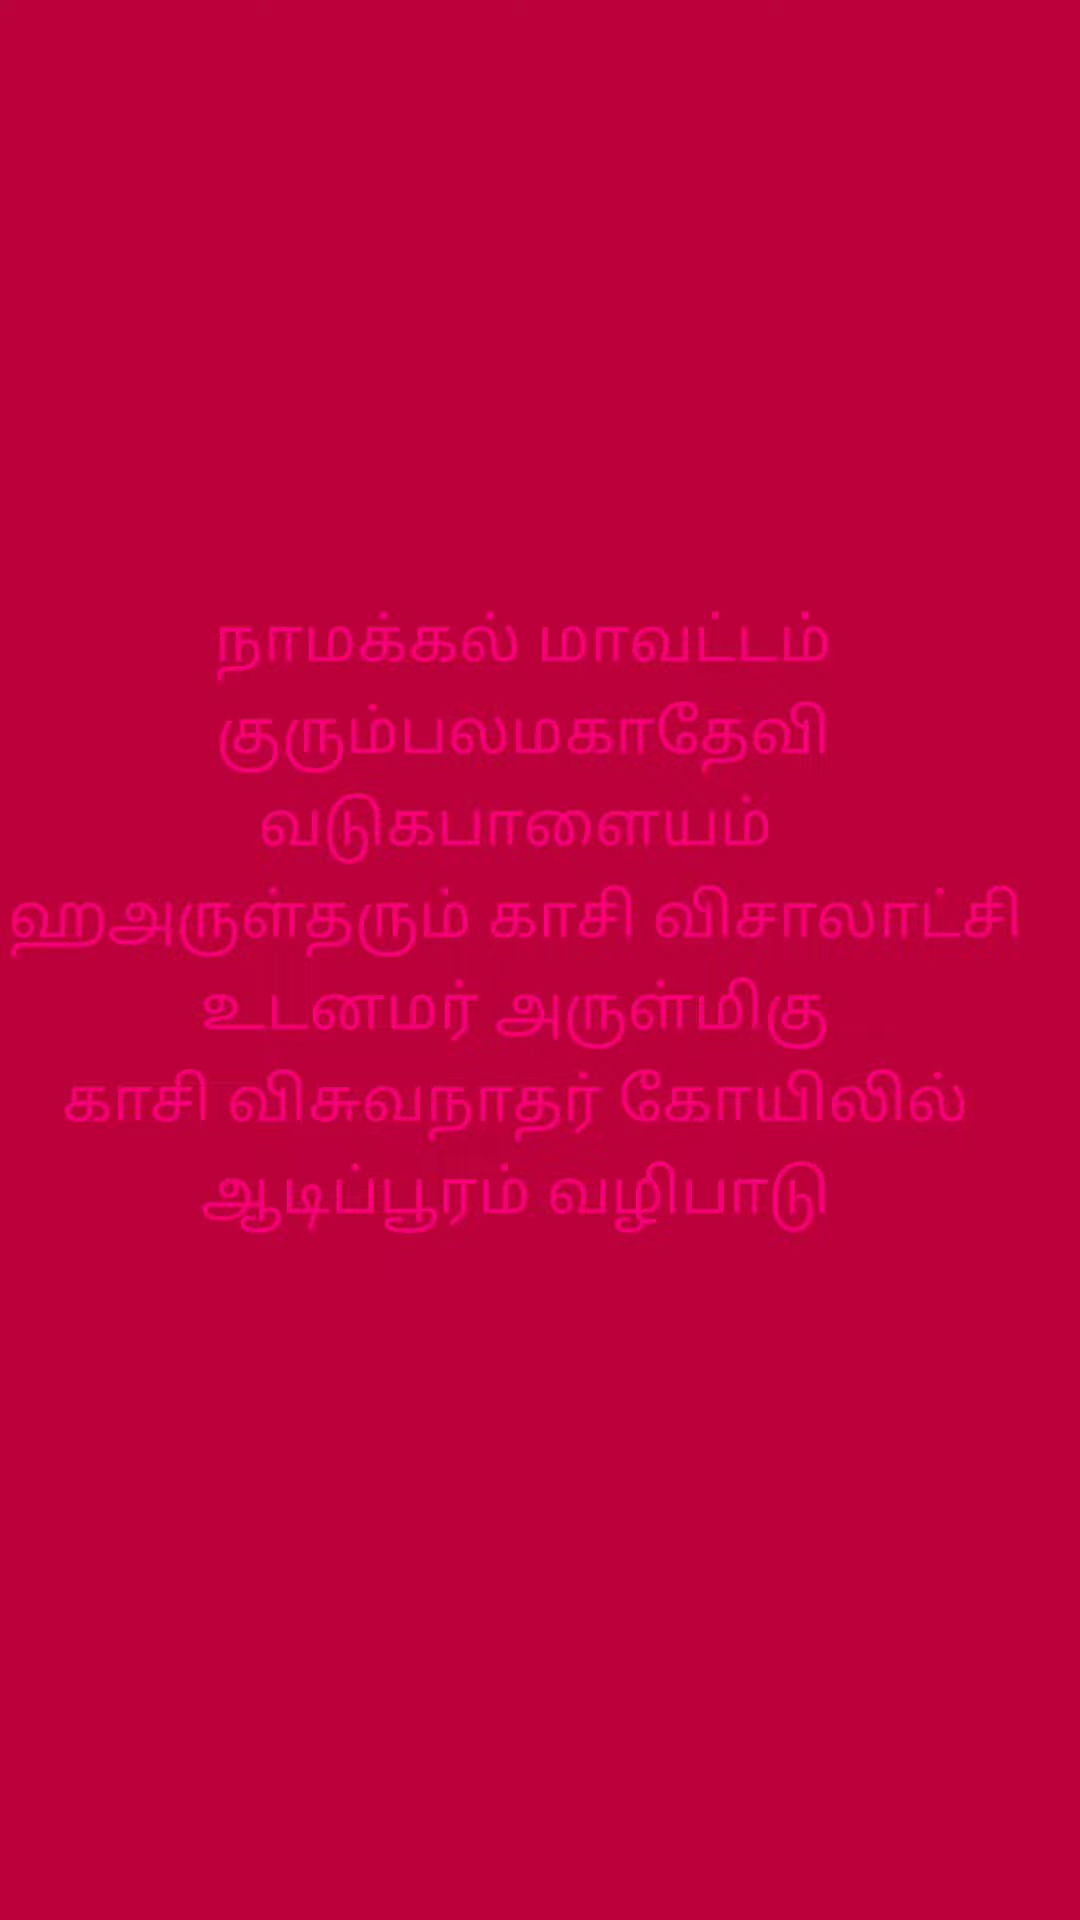 நாமக்கல் மாவட்டம்
குரும்பலமகாதேவி
வடுகபாளையம்
ஹஅருள்தரும் காசி விசாலாட்சி
உடனமர் அருள்மிகு
காசி விசுவநாதர் கோயிலில்
ஆடிப்பூரம் வழிபாடு